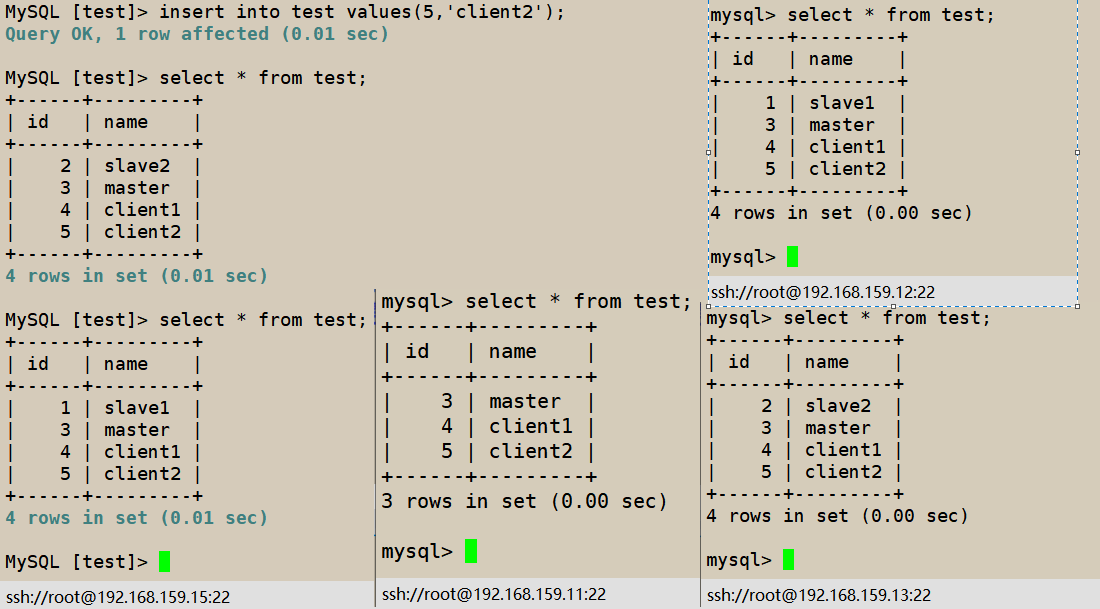 MySQL [test]> insert into test values(5,'client2');
Query OK, 1 row affected (0.01 sec)
MySQL [test]> select * from test;
+------+---------+
| id   | name    |
+------+---------+
|    2 | slave2  |
|    3 | master  |
|    4 | client1 |
|    5 | client2 |
+------+---------+
4 rows in set (0.01 sec)
MySQL [test]> select * from test;
+------+---------+
| id   | name    |
+------+---------+
|    1 | slave1  |
|    3 | master  |
|    4 | client1 |
|    5 | client2 |
+------+---------+
4 rows in set (0.01 sec)
MySQL [test]>
ssh://root@192.168.159.15:22
mysql> select * from test;
+------+---------+
| id   | name    |
+------+---------+
|    3 | master  |
|    4 | client1 |
|    5 | client2 |
+------+---------+
3 rows in set (0.00 sec)
mysql>
ssh://root@192.168.159.11:22
mysql> select * from test;
+------+---------+
| id   | name    |
+------+---------+
|    1 | slave1  |
|    3 | master  |
|    4 | client1 |
|    5 | client2 |
+------+---------+
4 rows in set (0.00 sec)
mysql>
ssh://root@192.168.159.12:22
mysql> select * from test;
+------+---------+
| id   | name    |
+------+---------+
|    2 | slave2  |
|    3 | master  |
|    4 | client1 |
|    5 | client2 |
+------+---------+
4 rows in set (0.00 sec)
mysql>
ssh://root@192.168.159.13:22